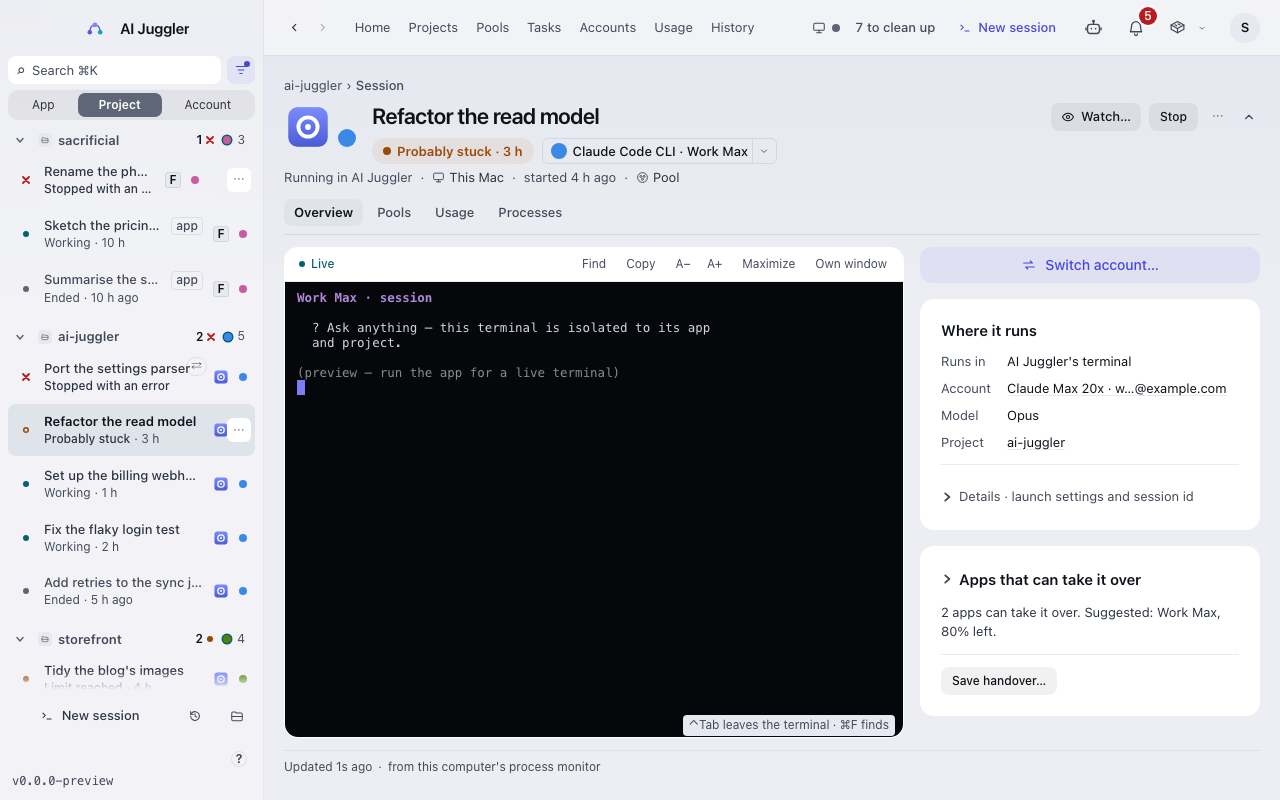 AI Juggler
Search ⌘K
App Project Account
sacrificial 1 3
Rename the ph... F
Stopped with an ...
Sketch the pricin... app F
Working · 10 h
Summarise the s... app F
Ended · 10 h ago
ai-juggler 2 5
Port the settings parser
Stopped with an error
Refactor the read model
Probably stuck · 3 h
Set up the billing webh...
Working · 1 h
Fix the flaky login test
Working · 2 h
Add retries to the sync j...
Ended · 5 h ago
storefront 2 4
Tidy the blog's images
Limit reached · 4 h
New session
?
v0.0.0-preview
Home Projects Pools Tasks Accounts Usage History 7 to clean up New session 5 S
ai-juggler › Session
Refactor the read model
Watch... Stop ...
Probably stuck · 3 h Claude Code CLI · Work Max
Running in AI Juggler · This Mac · started 4 h ago · Pool
Overview Pools Usage Processes
Live Find Copy A− A+ Maximize Own window
Work Max · session
? Ask anything — this terminal is isolated to its app
and project.
(preview — run the app for a live terminal)
^Tab leaves the terminal · ⌘F finds
Updated 1s ago · from this computer's process monitor
Switch account...
Where it runs
Runs in AI Juggler's terminal
Account Claude Max 20x · w...@example.com
Model Opus
Project ai-juggler
Details · launch settings and session id
Apps that can take it over
2 apps can take it over. Suggested: Work Max,
80% left.
Save handover...